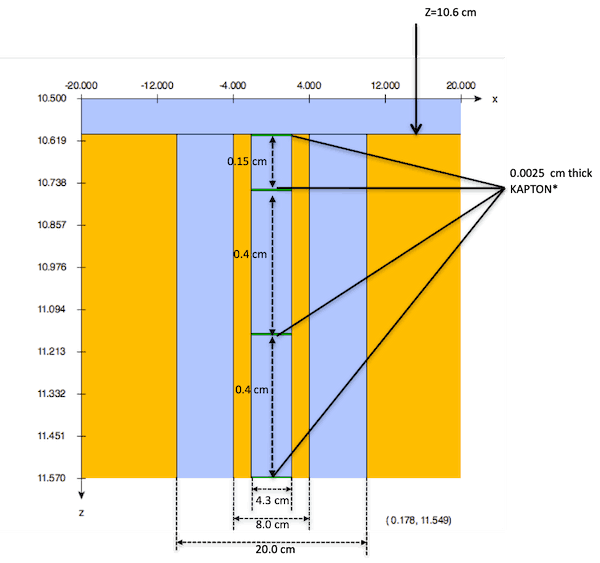 Z=10.6 cm
-20.000 -12.000 -4.000 4.000 12.000 20.000
x
10.500
10.619
0.15 cm
0.0025 cm thick
KAPTON*
10.738
10.857
0.4 cm
10.976
11.094
11.213
11.332
0.4 cm
11.451
11.570
4.3 cm
z
8.0 cm
( 0.178, 11.549)
20.0 cm